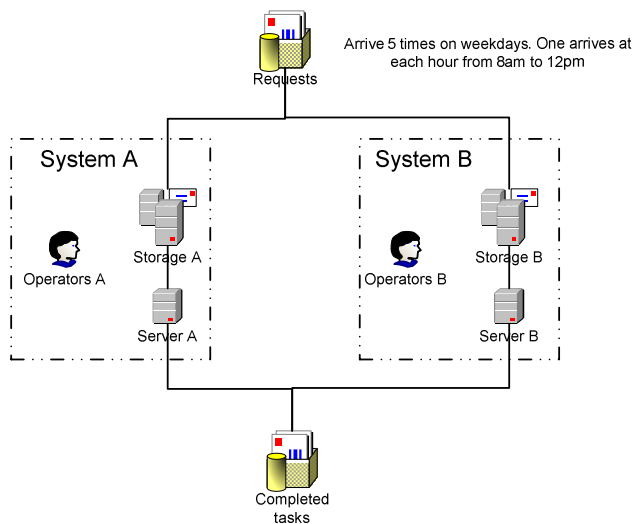 Requests
Arrive 5 times on weekdays. One arrives at
each hour from 8am to 12pm
System A
System B
Storage A
Storage B
Operators A
Operators B
Server A
Server B
Completed
tasks